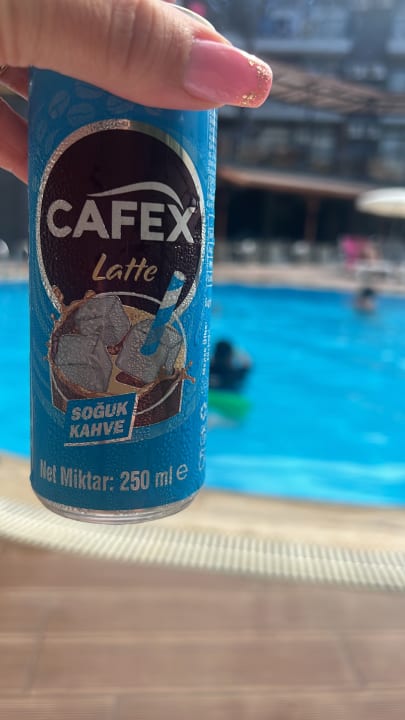 CAFEX
Latte
SOĞUK
KAHVE
Net Miktar: 250 ml e